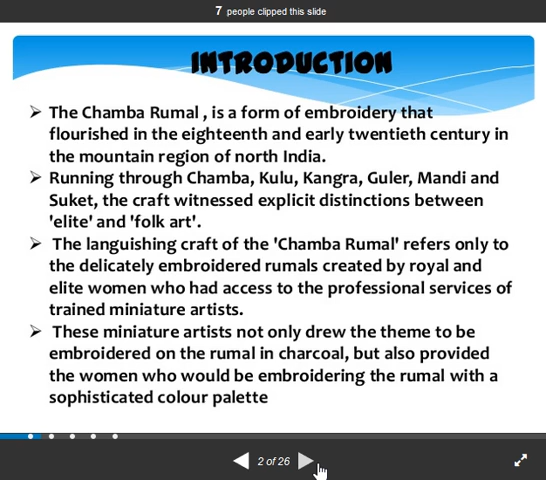 7 people clipped this slide
INTRODUCTION
➢ The Chamba Rumal , is a form of embroidery that
flourished in the eighteenth and early twentieth century in
the mountain region of north India.
➢ Running through Chamba, Kulu, Kangra, Guler, Mandi and
Suket, the craft witnessed explicit distinctions between
'elite' and 'folk art'.
➢ The languishing craft of the 'Chamba Rumal' refers only to
the delicately embroidered rumals created by royal and
elite women who had access to the professional services of
trained miniature artists.
➢ These miniature artists not only drew the theme to be
embroidered on the rumal in charcoal, but also provided
the women who would be embroidering the rumal with a
sophisticated colour palette
2 of 26